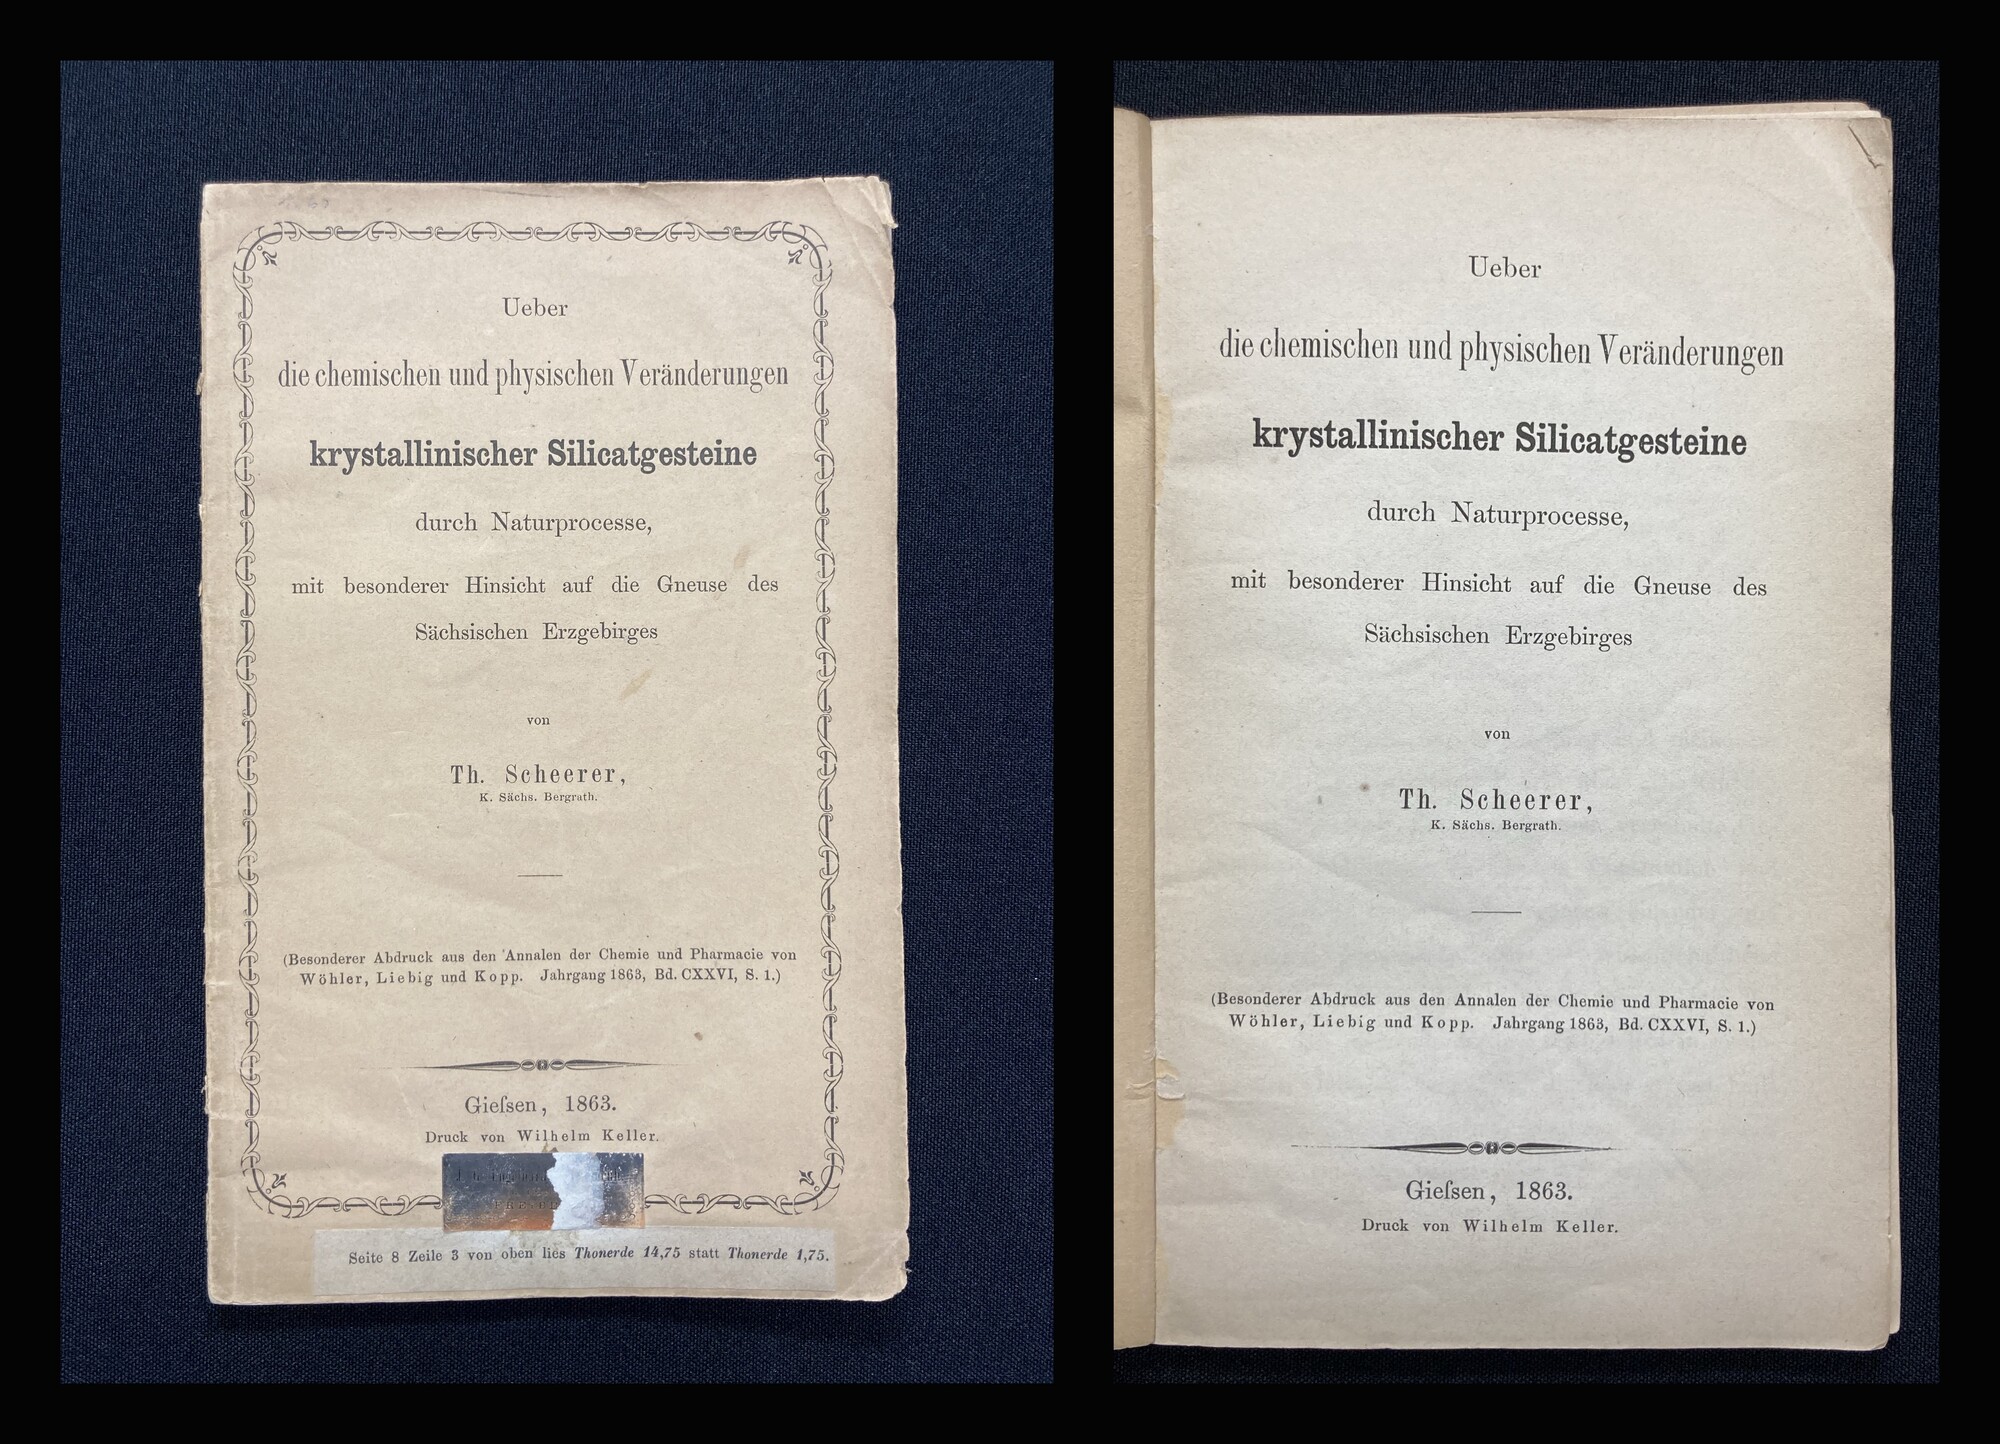 Ueber
die chemischen und physischen Veränderungen
krystallinischer Silicatgesteine
durch Naturprocesse,
mit besonderer Hinsicht auf die Gneuse des
Sächsischen Erzgebirges
von
Th. Scheerer,
K. Sächs. Bergrath.
(Besonderer Abdruck aus den Annalen der Chemie und Pharmacie von
Wöhler, Liebig und Kopp. Jahrgang 1863, Bd. CXXVI, S. 1.)
Gieſsen, 1863.
Druck von Wilhelm Keller.
Seite 8 Zeile 3 von oben lies Thonerde 14,75 statt Thonerde 1,75.
Ueber
die chemischen und physischen Veränderungen
krystallinischer Silicatgesteine
durch Naturprocesse,
mit besonderer Hinsicht auf die Gneuse des
Sächsischen Erzgebirges
von
Th. Scheerer,
K. Sächs. Bergrath.
(Besonderer Abdruck aus den Annalen der Chemie und Pharmacie von
Wöhler, Liebig und Kopp. Jahrgang 1863, Bd. CXXVI, S. 1.)
Gieſsen, 1863.
Druck von Wilhelm Keller.